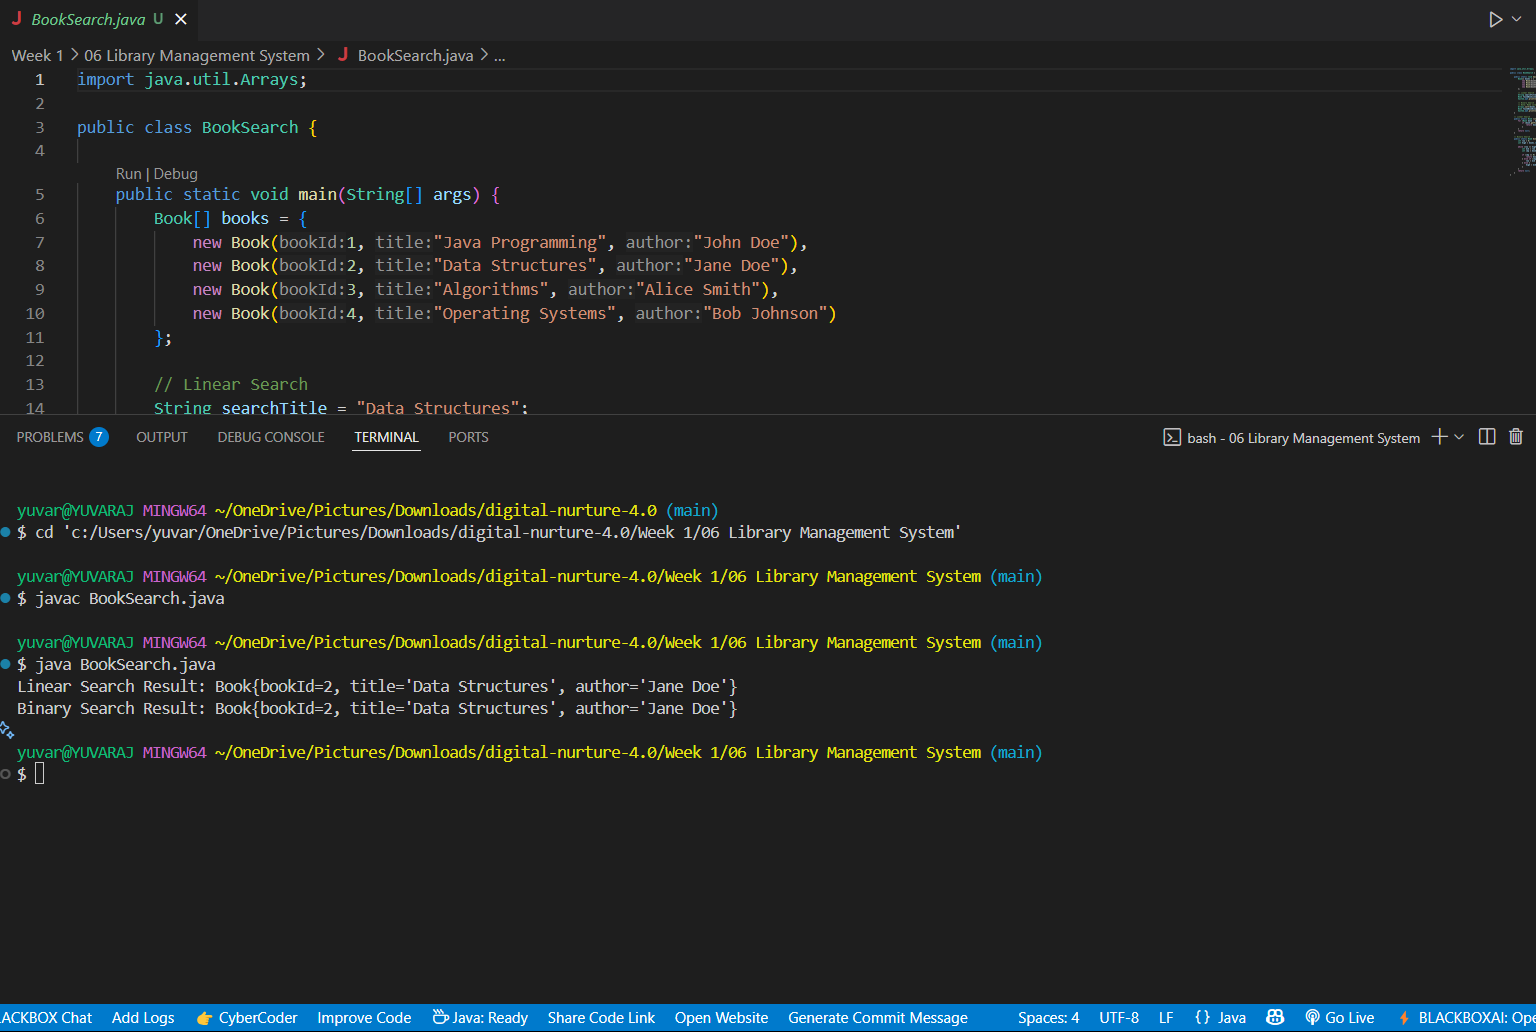 J BookSearch.java U
Week 1 > 06 Library Management System > J BookSearch.java > ...
1 import java.util.Arrays;
2
3 public class BookSearch {
4
Run | Debug
5 public static void main(String[] args) {
6 Book[] books = {
7 new Book(bookId:1, title:"Java Programming", author:"John Doe"),
8 new Book(bookId:2, title:"Data Structures", author:"Jane Doe"),
9 new Book(bookId:3, title:"Algorithms", author:"Alice Smith"),
10 new Book(bookId:4, title:"Operating Systems", author:"Bob Johnson")
11 };
12
13 // Linear Search
14 String searchTitle = "Data Structures";
PROBLEMS 7 OUTPUT DEBUG CONSOLE TERMINAL PORTS bash - 06 Library Management System
yuvar@YUVARAJ MINGW64 ~/OneDrive/Pictures/Downloads/digital-nurture-4.0 (main)
$ cd 'c:/Users/yuvar/OneDrive/Pictures/Downloads/digital-nurture-4.0/Week 1/06 Library Management System'
yuvar@YUVARAJ MINGW64 ~/OneDrive/Pictures/Downloads/digital-nurture-4.0/Week 1/06 Library Management System (main)
$ javac BookSearch.java
yuvar@YUVARAJ MINGW64 ~/OneDrive/Pictures/Downloads/digital-nurture-4.0/Week 1/06 Library Management System (main)
$ java BookSearch.java
Linear Search Result: Book{bookId=2, title='Data Structures', author='Jane Doe'}
Binary Search Result: Book{bookId=2, title='Data Structures', author='Jane Doe'}
yuvar@YUVARAJ MINGW64 ~/OneDrive/Pictures/Downloads/digital-nurture-4.0/Week 1/06 Library Management System (main)
$
LACKBOX Chat Add Logs 👉 CyberCoder Improve Code Java: Ready Share Code Link Open Website Generate Commit Message Spaces: 4 UTF-8 LF {} Java Go Live BLACKBOXAI: Op